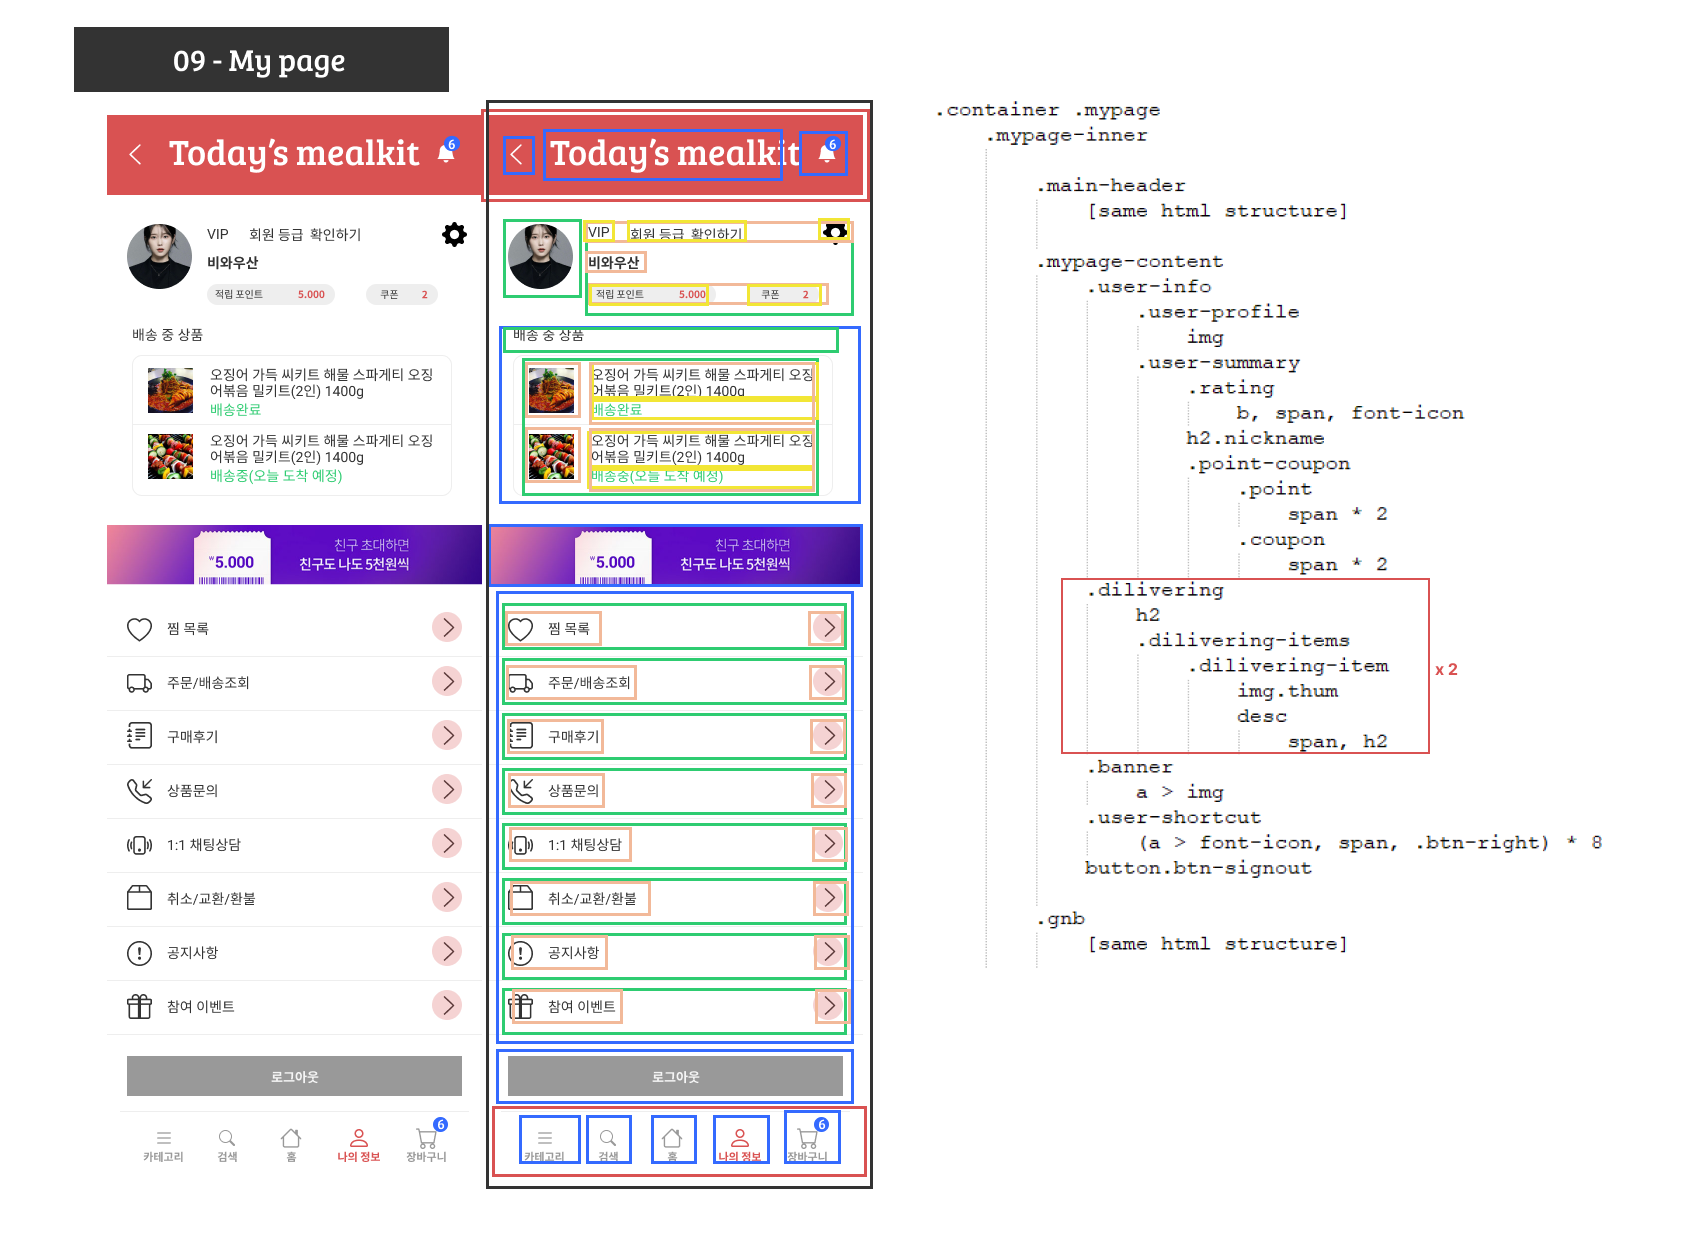 09 - My page
Today's mealkit
6
VIP 회원 등급 확인하기
비와우산
적립 포인트 5.000 쿠폰 2
배송 중 상품
오징어 가득 씨키트 해물 스파게티 오징
어볶음 밀키트(2인) 1400g
배송완료
오징어 가득 씨키트 해물 스파게티 오징
어볶음 밀키트(2인) 1400g
배송중(오늘 도착 예정)
₩5.000
친구 초대하면
친구도 나도 5천원씩
찜 목록
주문/배송조회
구매후기
상품문의
1:1 채팅상담
취소/교환/환불
공지사항
참여 이벤트
로그아웃
6
카테고리 검색 홈 나의 정보 장바구니
Today's mealkit
6
VIP 회원 등급 확인하기
비와우산
적립 포인트 5.000 쿠폰 2
배송 중 상품
오징어 가득 씨키트 해물 스파게티 오징
어볶음 밀키트(2인) 1400g
배송완료
오징어 가득 씨키트 해물 스파게티 오징
어볶음 밀키트(2인) 1400g
배송중(오늘 도착 예정)
₩5.000
친구 초대하면
친구도 나도 5천원씩
찜 목록
주문/배송조회
구매후기
상품문의
1:1 채팅상담
취소/교환/환불
공지사항
참여 이벤트
로그아웃
6
카테고리 검색 홈 나의 정보 장바구니
.container .mypage
.mypage-inner
.main-header
[same html structure]
.mypage-content
.user-info
.user-profile
img
.user-summary
.rating
b, span, font-icon
h2.nickname
.point-coupon
.point
span * 2
.coupon
span * 2
.dilivering
h2
.dilivering-items
.dilivering-item
img.thum
desc
span, h2
x 2
.banner
a > img
.user-shortcut
(a > font-icon, span, .btn-right) * 8
button.btn-signout
.gnb
[same html structure]